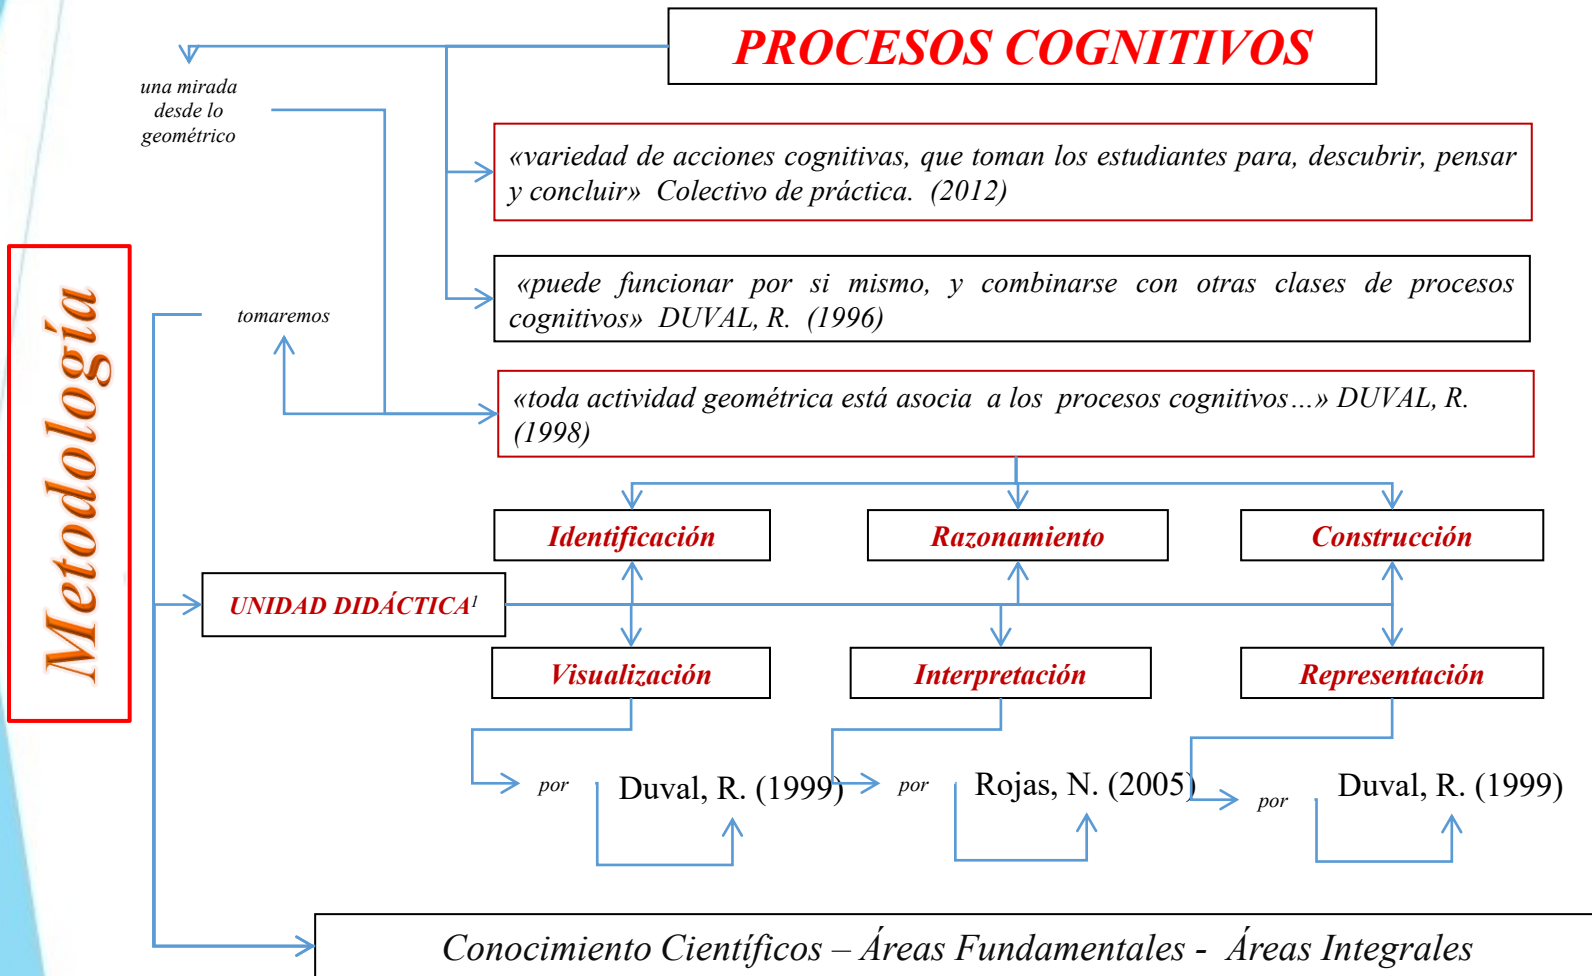 PROCESOS COGNITIVOS
una mirada
desde lo
geométrico
«variedad de acciones cognitivas, que toman los estudiantes para, descubrir, pensar
y concluir» Colectivo de práctica. (2012)
«puede funcionar por si mismo, y combinarse con otras clases de procesos
cognitivos» DUVAL, R. (1996)
Metodología
tomaremos
«toda actividad geométrica está asocia a los procesos cognitivos…» DUVAL, R.
(1998)
Identificación
Razonamiento
Construcción
UNIDAD DIDÁCTICA¹
Visualización
Interpretación
Representación
por
Duval, R. (1999)
por
Rojas, N. (2005)
por
Duval, R. (1999)
Conocimiento Científicos – Áreas Fundamentales - Áreas Integrales